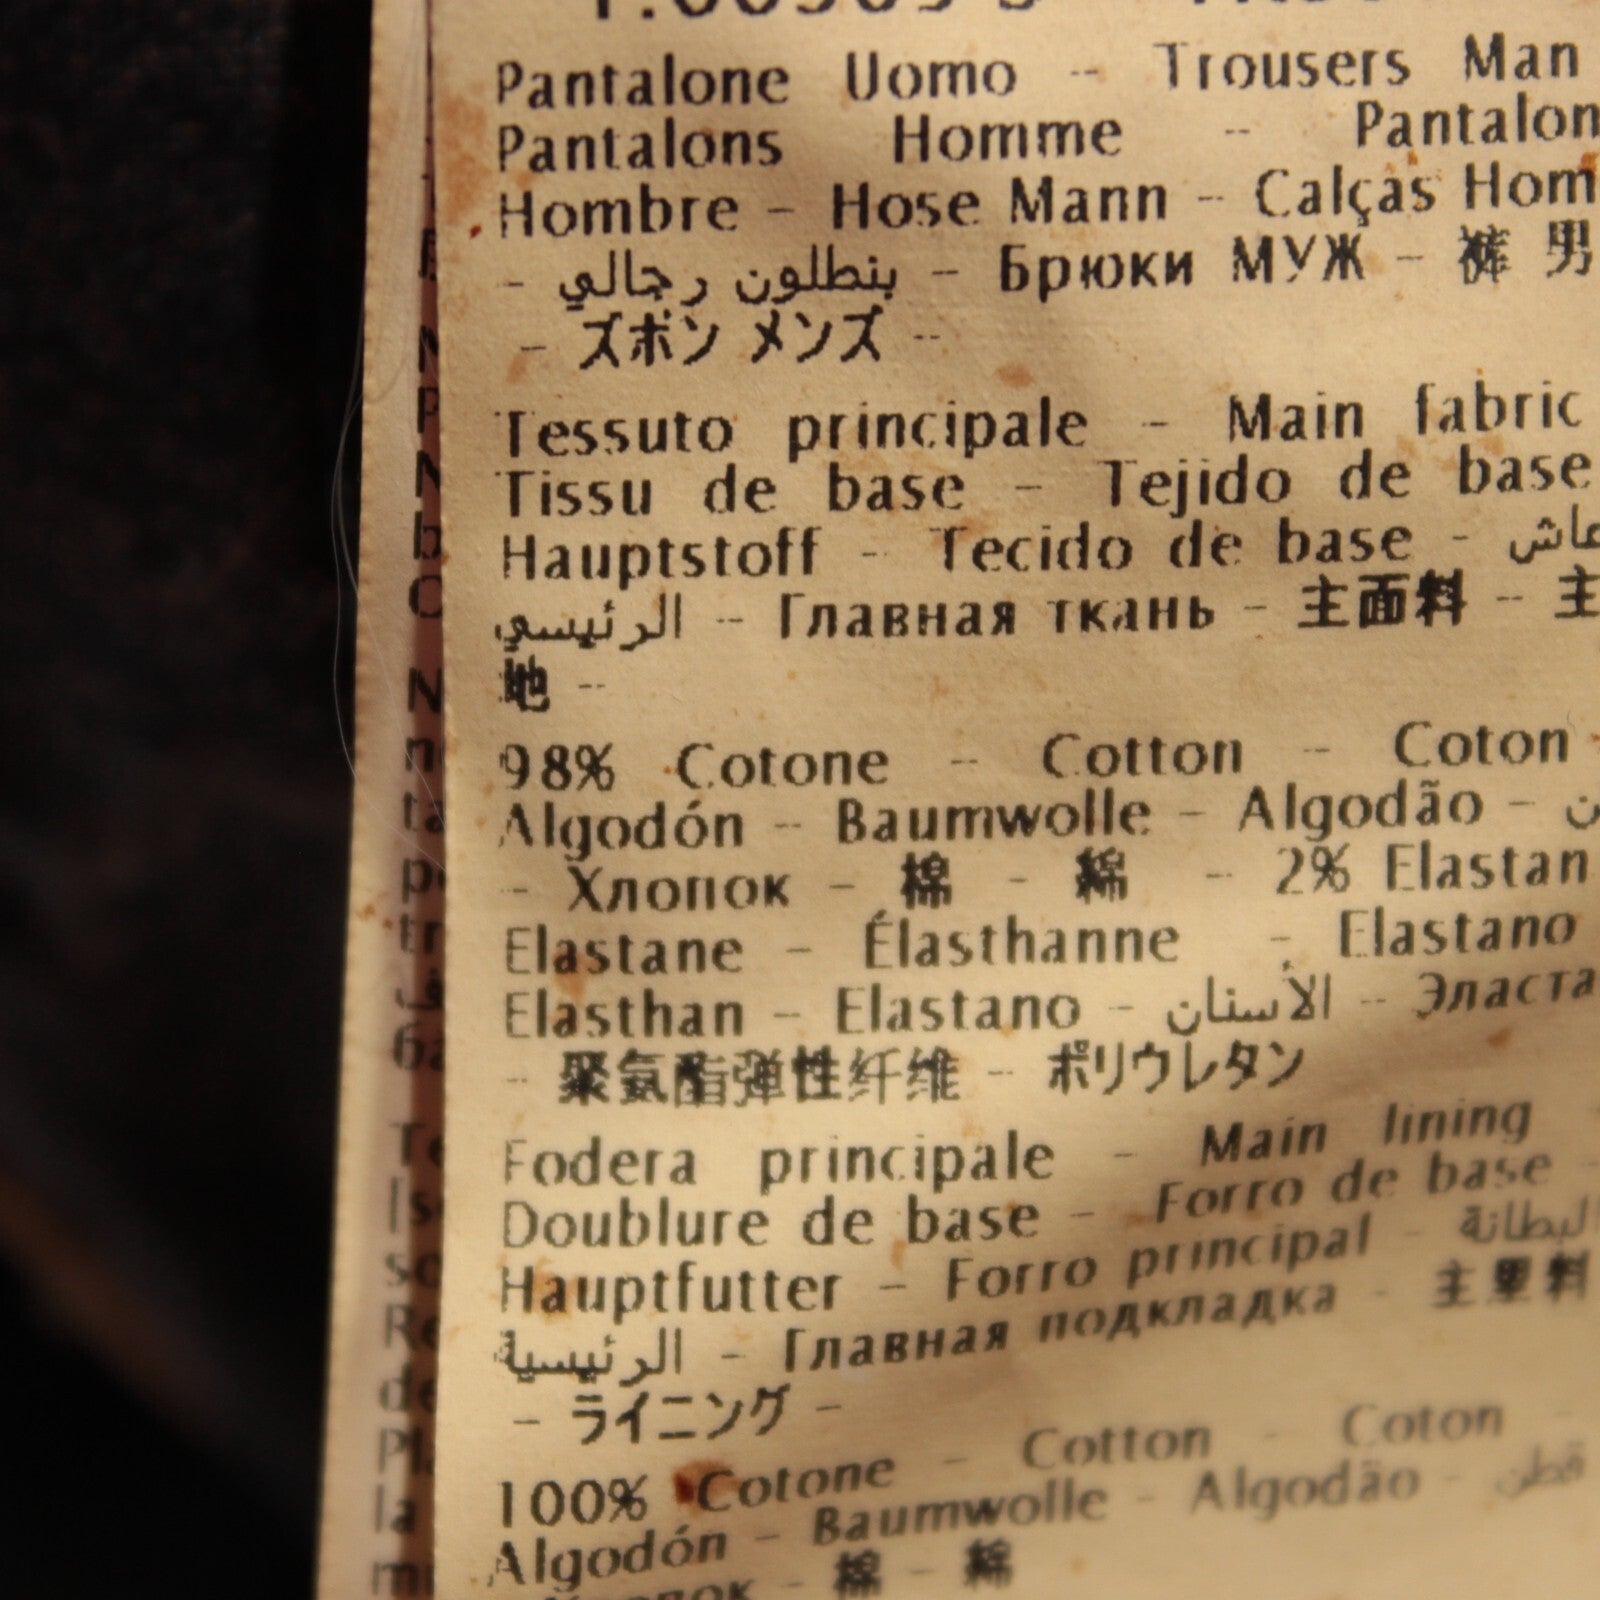 Pantalone Uomo - Trousers Man
Pantalons Homme - Pantalon
Hombre - Hose Mann - Calças Hom
- بنطلون رجالي - Брюки МУЖ - 裤 男
- ズボン メンズ -
Tessuto principale - Main fabric
Tissu de base - Tejido de base
Hauptstoff - Tecido de base -
الرئيسي - Главная ткань - 主面料 - 主
地 -
98% Cotone - Cotton - Coton -
Algodón - Baumwolle - Algodão -
- Хлопок - 棉 - 綿 - 2% Elastan
Elastane - Élasthanne - Elastano
Elasthan - Elastano - الأسنان - Эласта
- 聚氨酯弹性纤维 - ポリウレタン
Fodera principale - Main lining
Doublure de base - Forro de base -
Hauptfutter - Forro principal - البطانة
الرئيسية - Главная подкладка - 主里料
- ライニング -
100% Cotone - Cotton - Coton -
Algodón - Baumwolle - Algodão - قطن
Хлопок - 棉 - 綿